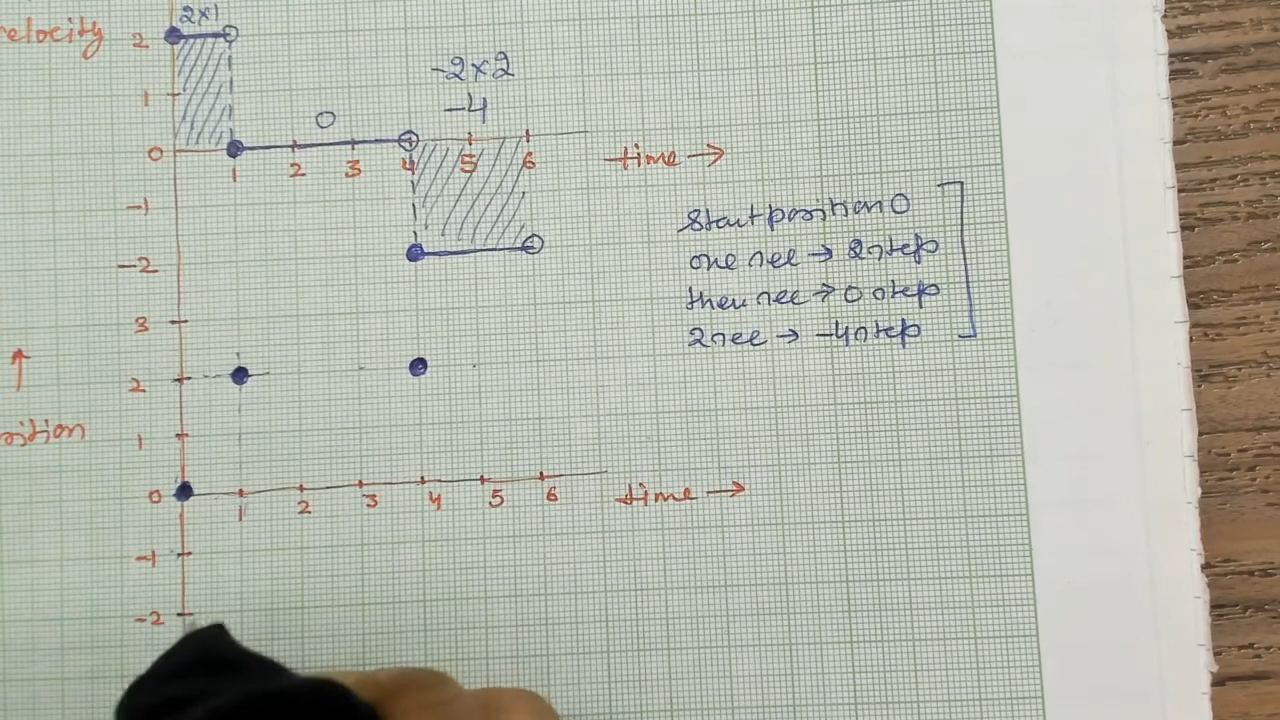 elocity
2×1
2
1
0
-1
-2
0
-2×2
-4
1 2 3 4 5 6
time →
Start position 0
one sec → 2 step
then sec → 0 step
2 sec → -4 step
3
2
1
0
-1
-2
↑
osition
1 2 3 4 5 6
time →